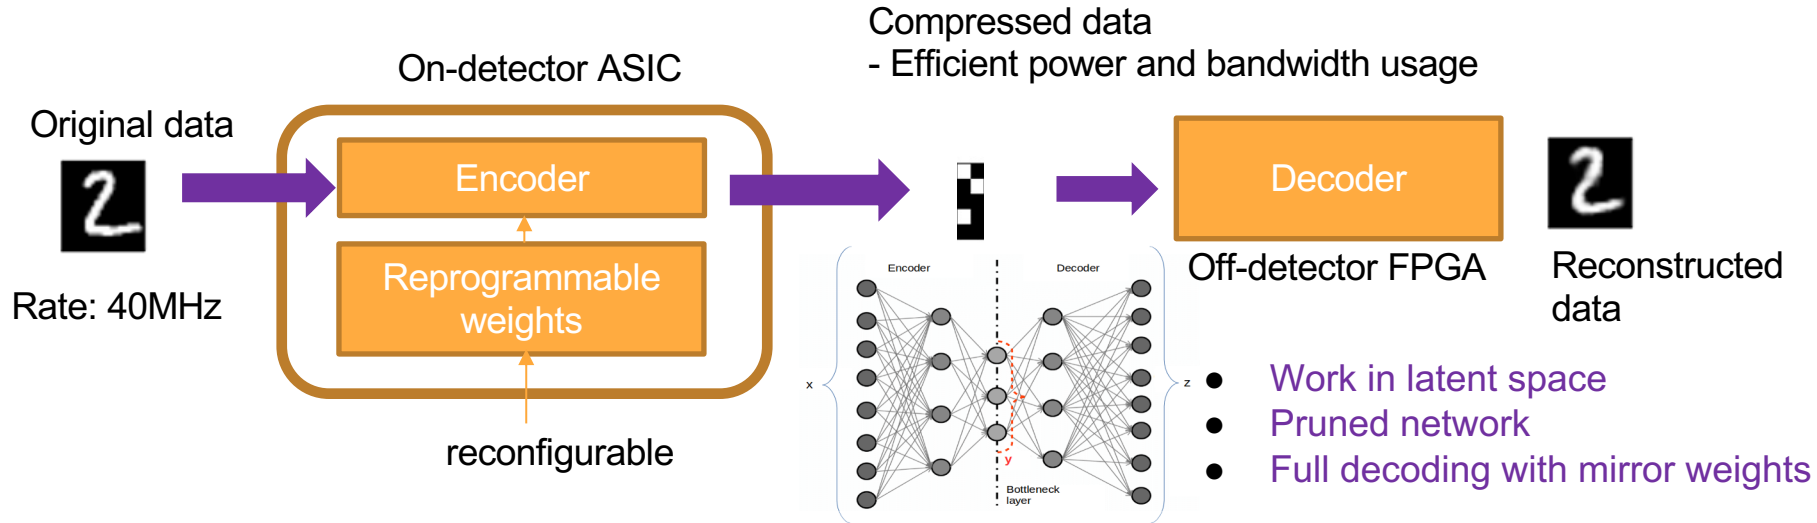 Compressed data
- Efficient power and bandwidth usage
On-detector ASIC
Original data
Encoder
Decoder
Reprogrammable
weights
Rate: 40MHz
reconfigurable
Encoder
Decoder
x
y
z
Bottleneck
layer
Off-detector FPGA
Reconstructed
data
● Work in latent space
● Pruned network
● Full decoding with mirror weights